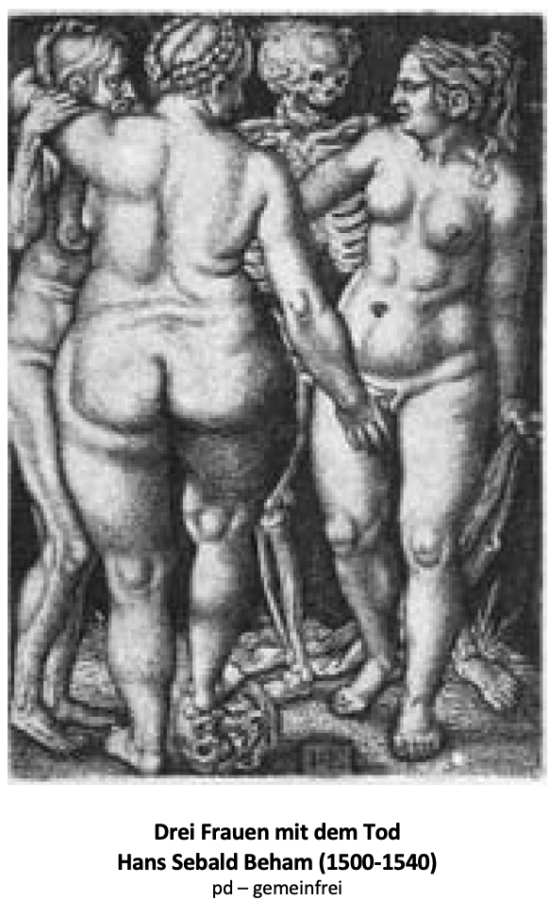 Drei Frauen mit dem Tod
Hans Sebald Beham (1500-1540)
pd – gemeinfrei